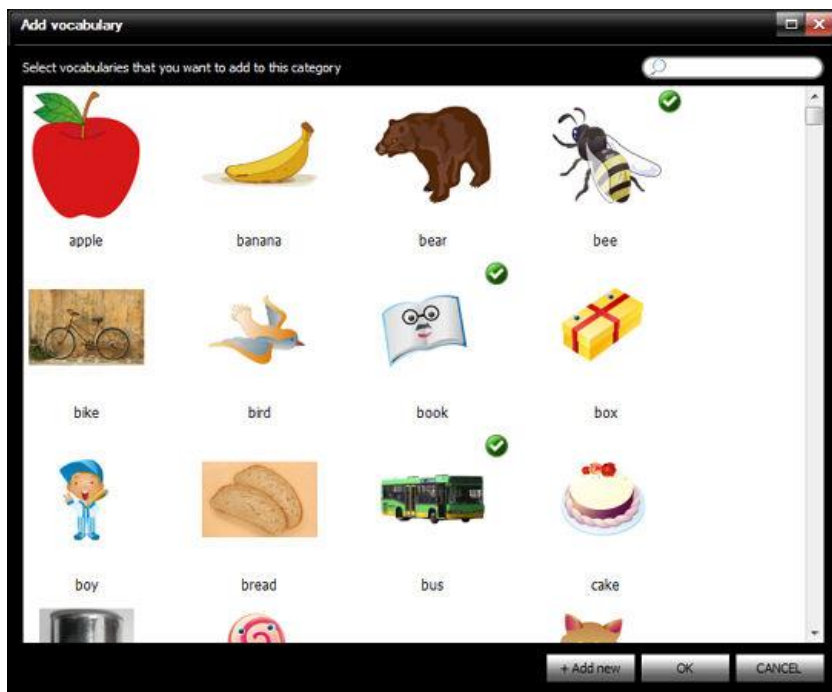 Add vocabulary
Select vocabularies that you want to add to this category
apple banana bear bee
bike bird book box
boy bread bus cake
+ Add new OK CANCEL